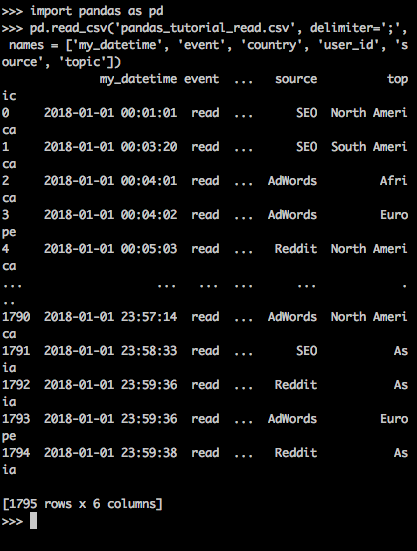 >>> import pandas as pd
>>> pd.read_csv('pandas_tutorial_read.csv', delimiter=';',
 names = ['my_datetime', 'event', 'country', 'user_id', 's
ource', 'topic'])
              my_datetime event  ...   source          top
ic
0     2018-01-01 00:01:01  read  ...      SEO  North Ameri
ca
1     2018-01-01 00:03:20  read  ...      SEO  South Ameri
ca
2     2018-01-01 00:04:01  read  ...  AdWords         Afri
ca
3     2018-01-01 00:04:02  read  ...  AdWords         Euro
pe
4     2018-01-01 00:05:03  read  ...   Reddit  North Ameri
ca
...                   ...   ...  ...      ...            .
..
1790  2018-01-01 23:57:14  read  ...  AdWords  North Ameri
ca
1791  2018-01-01 23:58:33  read  ...      SEO           As
ia
1792  2018-01-01 23:59:36  read  ...   Reddit           As
ia
1793  2018-01-01 23:59:36  read  ...  AdWords         Euro
pe
1794  2018-01-01 23:59:38  read  ...   Reddit           As
ia

[1795 rows x 6 columns]
>>>